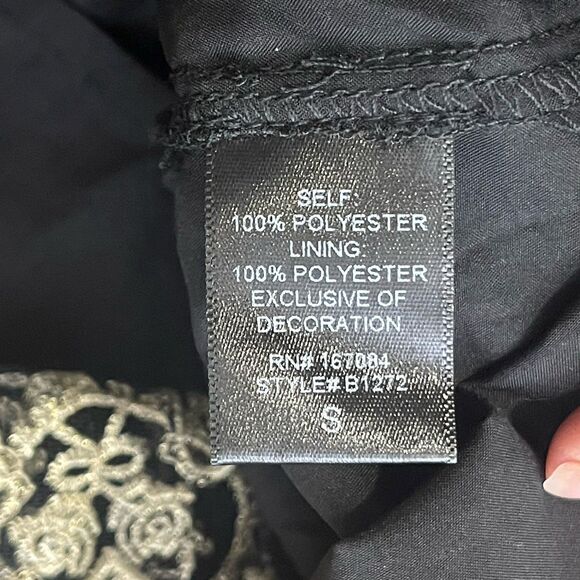 SELF:
100% POLYESTER
LINING:
100% POLYESTER
EXCLUSIVE OF
DECORATION
RN# 167084
STYLE# B1272
S